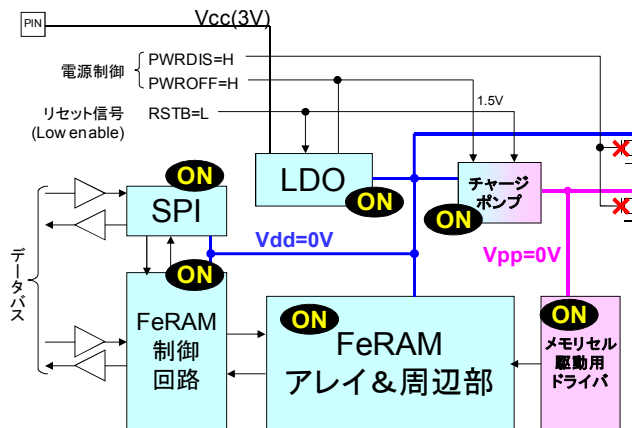 PIN
Vcc(3V)
電源制御
PWRDIS=H
PWROFF=H
リセット信号
(Low enable)
RSTB=L
1.5V
ON
SPI
LDO
ON
チャージ
ポンプ
ON
Vdd=0V
Vpp=0V
データバス
ON
FeRAM
制御
回路
ON
FeRAM
アレイ&周辺部
ON
メモリセル
駆動用
ドライバ